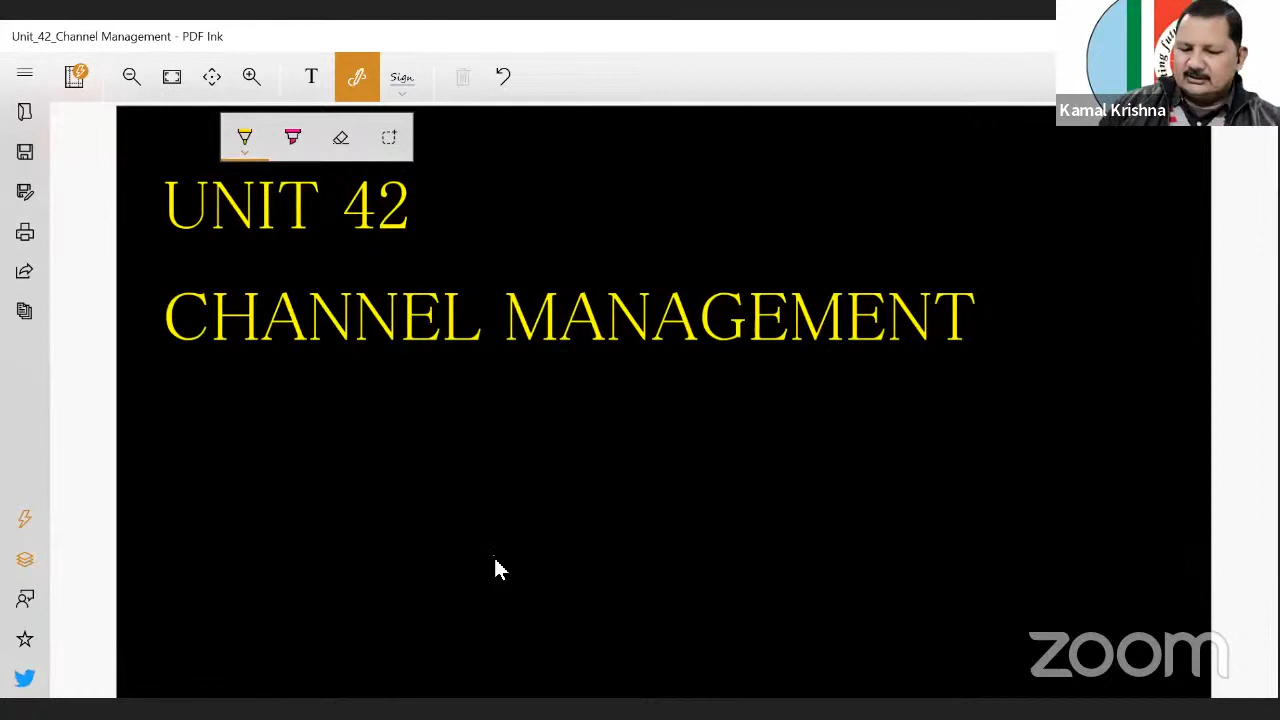 Unit_42_Channel Management - PDF Ink
T
Sign
Kamal Krishna
UNIT 42
CHANNEL MANAGEMENT
zoom